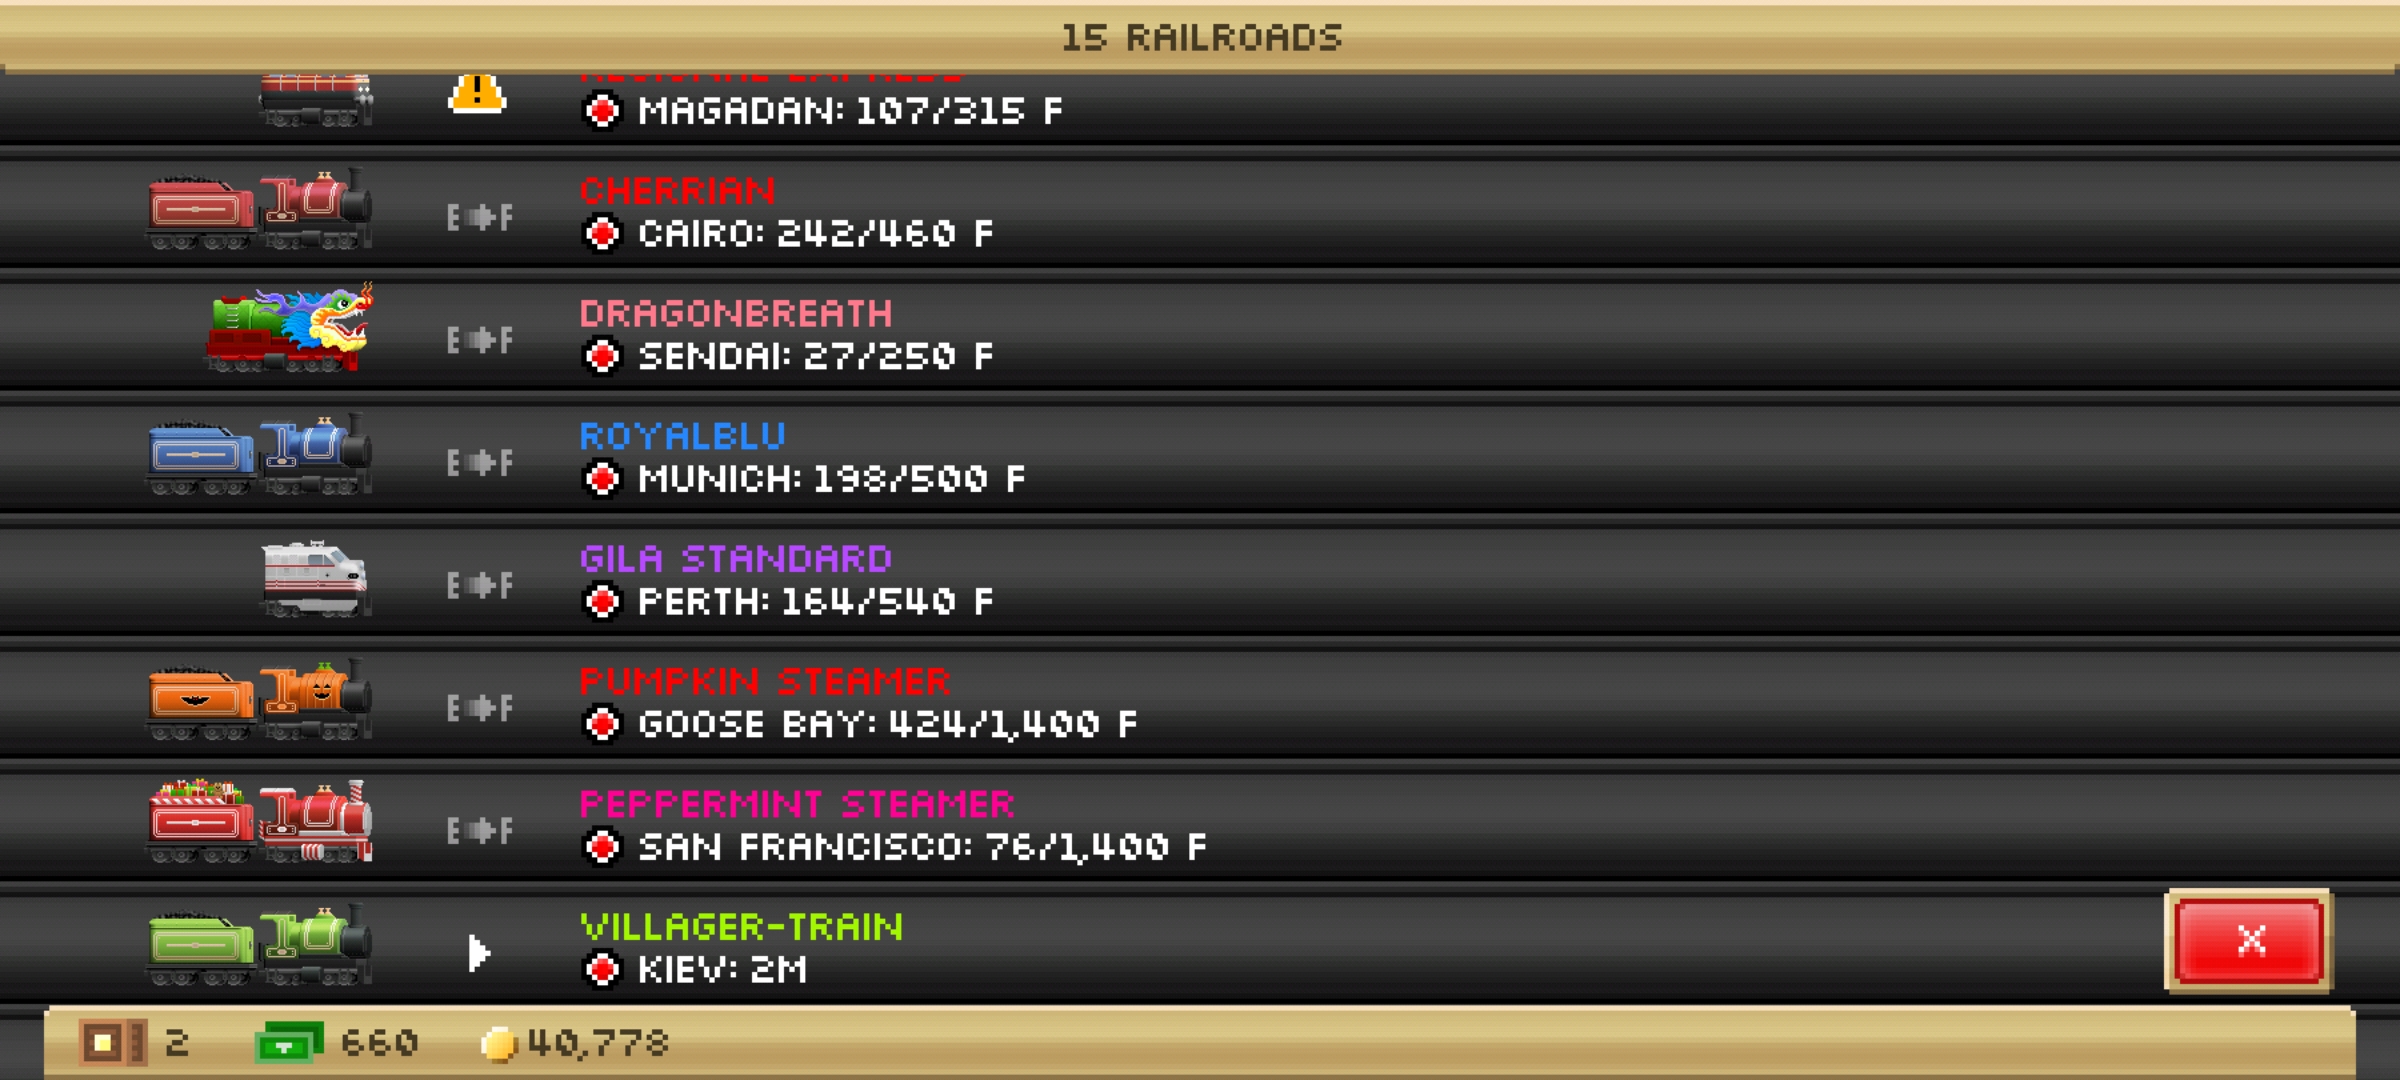 15 RAILROADS
REGIONAL EXPRESS
MAGADAN: 107/315 F
CHERRIAN
E F
CAIRO: 242/460 F
DRAGONBREATH
E F
SENDAI: 27/250 F
ROYALBLU
E F
MUNICH: 198/500 F
GILA STANDARD
E F
PERTH: 164/540 F
PUMPKIN STEAMER
E F
GOOSE BAY: 424/1,400 F
PEPPERMINT STEAMER
E F
SAN FRANCISCO: 76/1,400 F
VILLAGER-TRAIN
KIEV: 2M
X
2 660 40,778